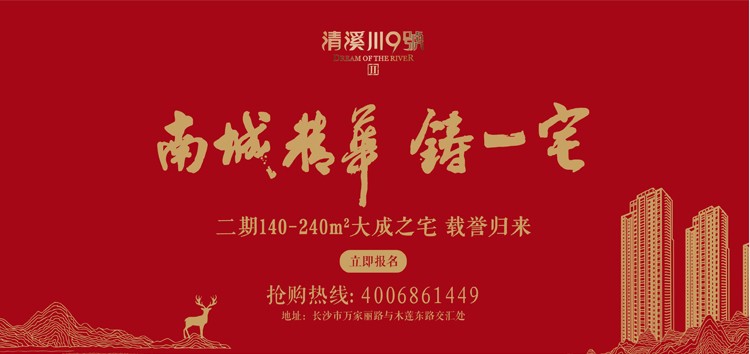 清溪川9號
DREAM OF THE RIVER
II
南城精華 鑄一宅
二期140-240m²大成之宅 载誉归来
立即报名
抢购热线: 4006861449
地址: 长沙市万家丽路与木莲东路交汇处